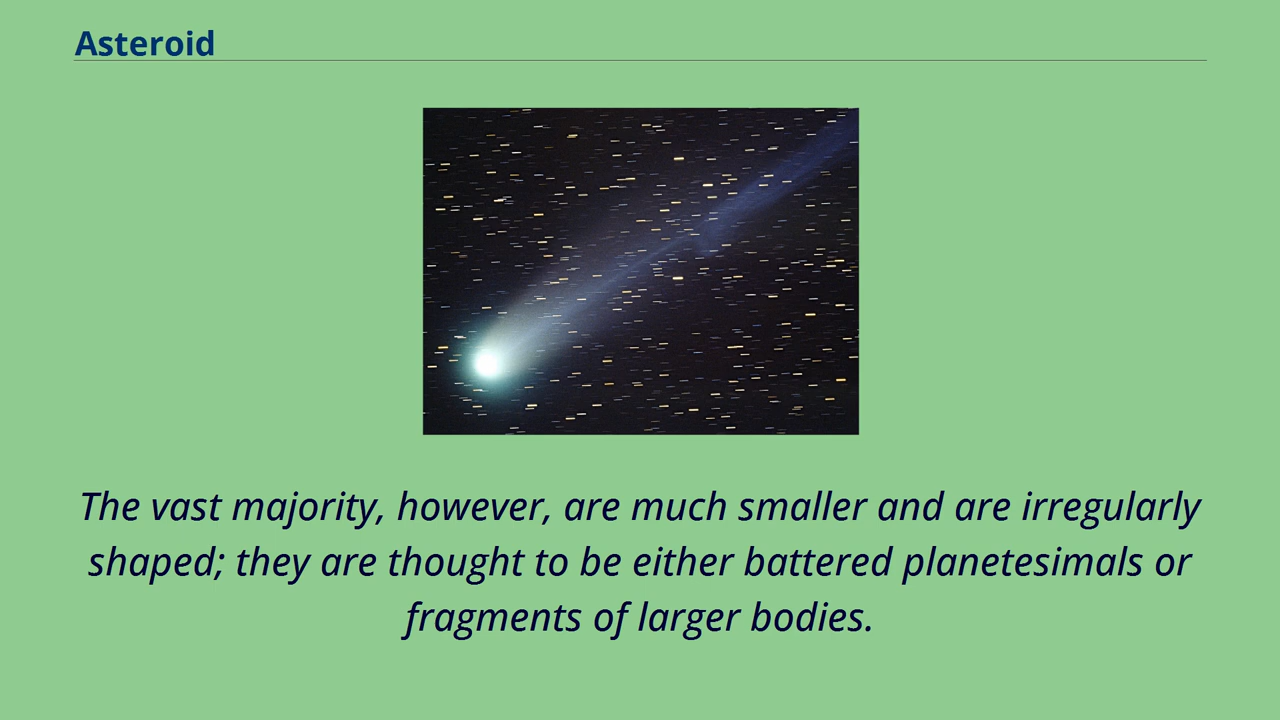 Asteroid
The vast majority, however, are much smaller and are irregularly
shaped; they are thought to be either battered planetesimals or
fragments of larger bodies.